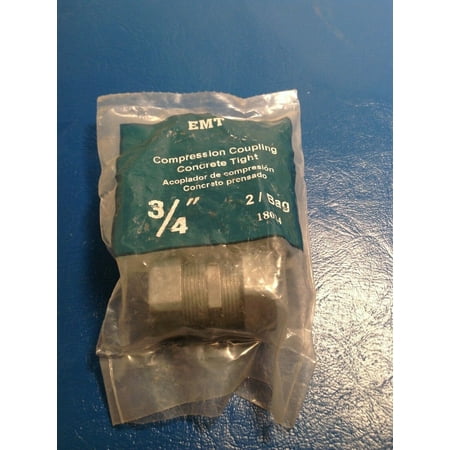 EMT
Compression Coupling
Concrete Tight
Acoplador de compresión
Concreto prensado
3/4" 2 / Bag